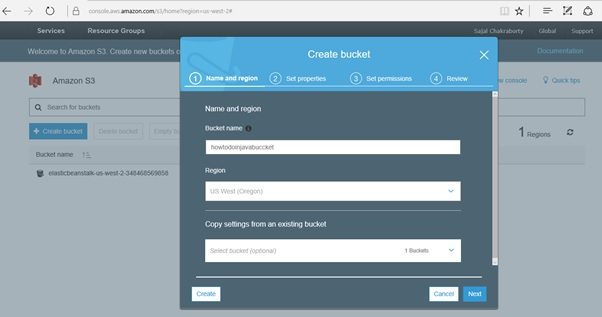 console.aws.amazon.com/s3/home?region=us-west-2#
Services Resource Groups Sajal Chakraborty Global Support
Welcome to Amazon S3. Create new buckets o Documentation
Amazon S3 w console Quick tips
Search for buckets
+ Create bucket Delete bucket Empty bu 1 Regions
Bucket name
elasticbeanstalk-us-west-2-348468569858
Create bucket
1 Name and region 2 Set properties 3 Set permissions 4 Review
Name and region
Bucket name
howtodoinjavabuccket
Region
US West (Oregon)
Copy settings from an existing bucket
Select bucket (optional) 1 Buckets
Create Cancel Next